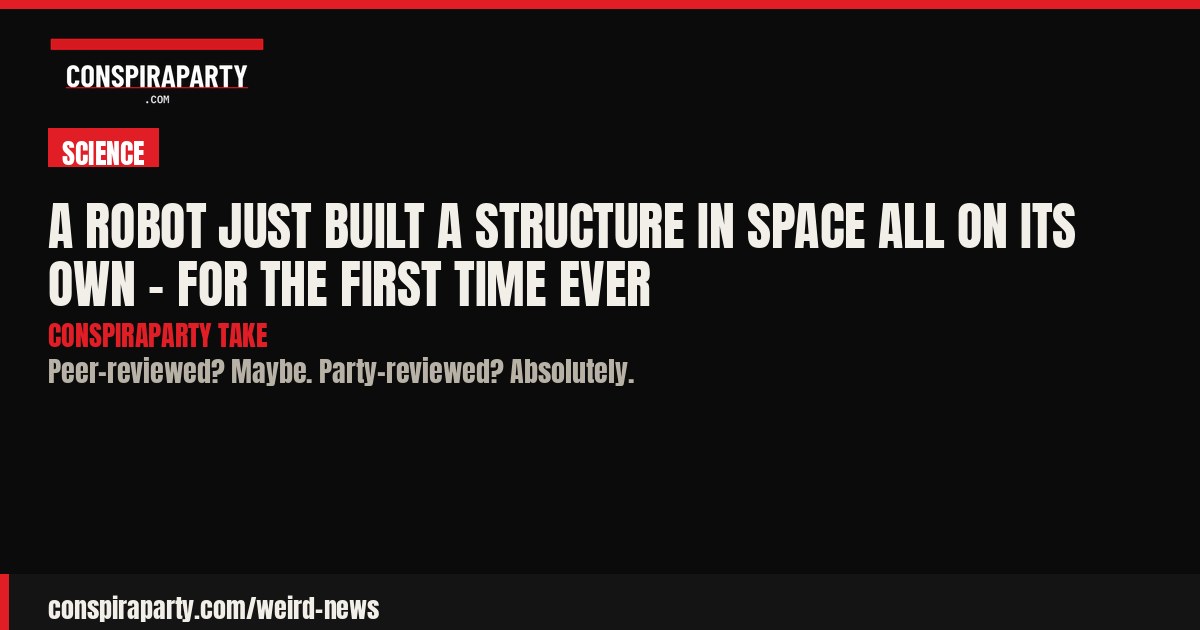 CONSPIRAPARTY
.COM
SCIENCE
A ROBOT JUST BUILT A STRUCTURE IN SPACE ALL ON ITS
OWN - FOR THE FIRST TIME EVER
CONSPIRAPARTY TAKE
Peer-reviewed? Maybe. Party-reviewed? Absolutely.
conspiraparty.com/weird-news